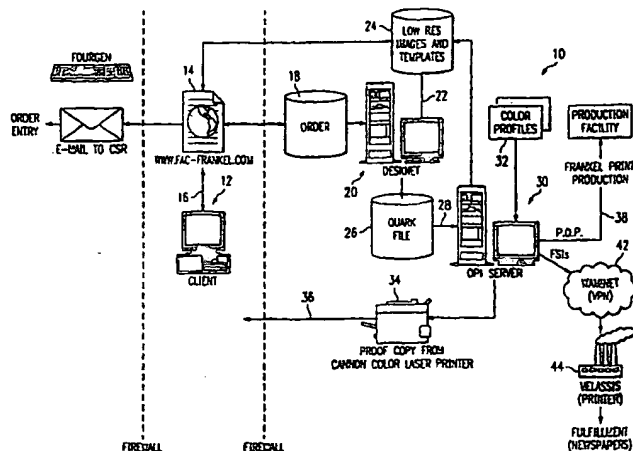 FOURGEN
ORDER
ENTRY
E-MAIL TO CSR
14
WWW.FAC-FRANKEL.COM
16
12
CLIENT
18
ORDER
24
LOW RES
IMAGES AND
TEMPLATES
22
20
DESKNET
26
QUARK
FILE
28
10
COLOR
PROFILES
32
PRODUCTION
FACILITY
FRANKEL PRINT
PRODUCTION
30
38
P.O.P.
FSIs
OPI SERVER
42
WAMNET
(VPN)
34
36
PROOF COPY FROM
CANNON COLOR LASER PRINTER
44
VELASSIS
(PRINTER)
FULFILLMENT
(NEWSPAPERS)
FIREWALL
FIREWALL